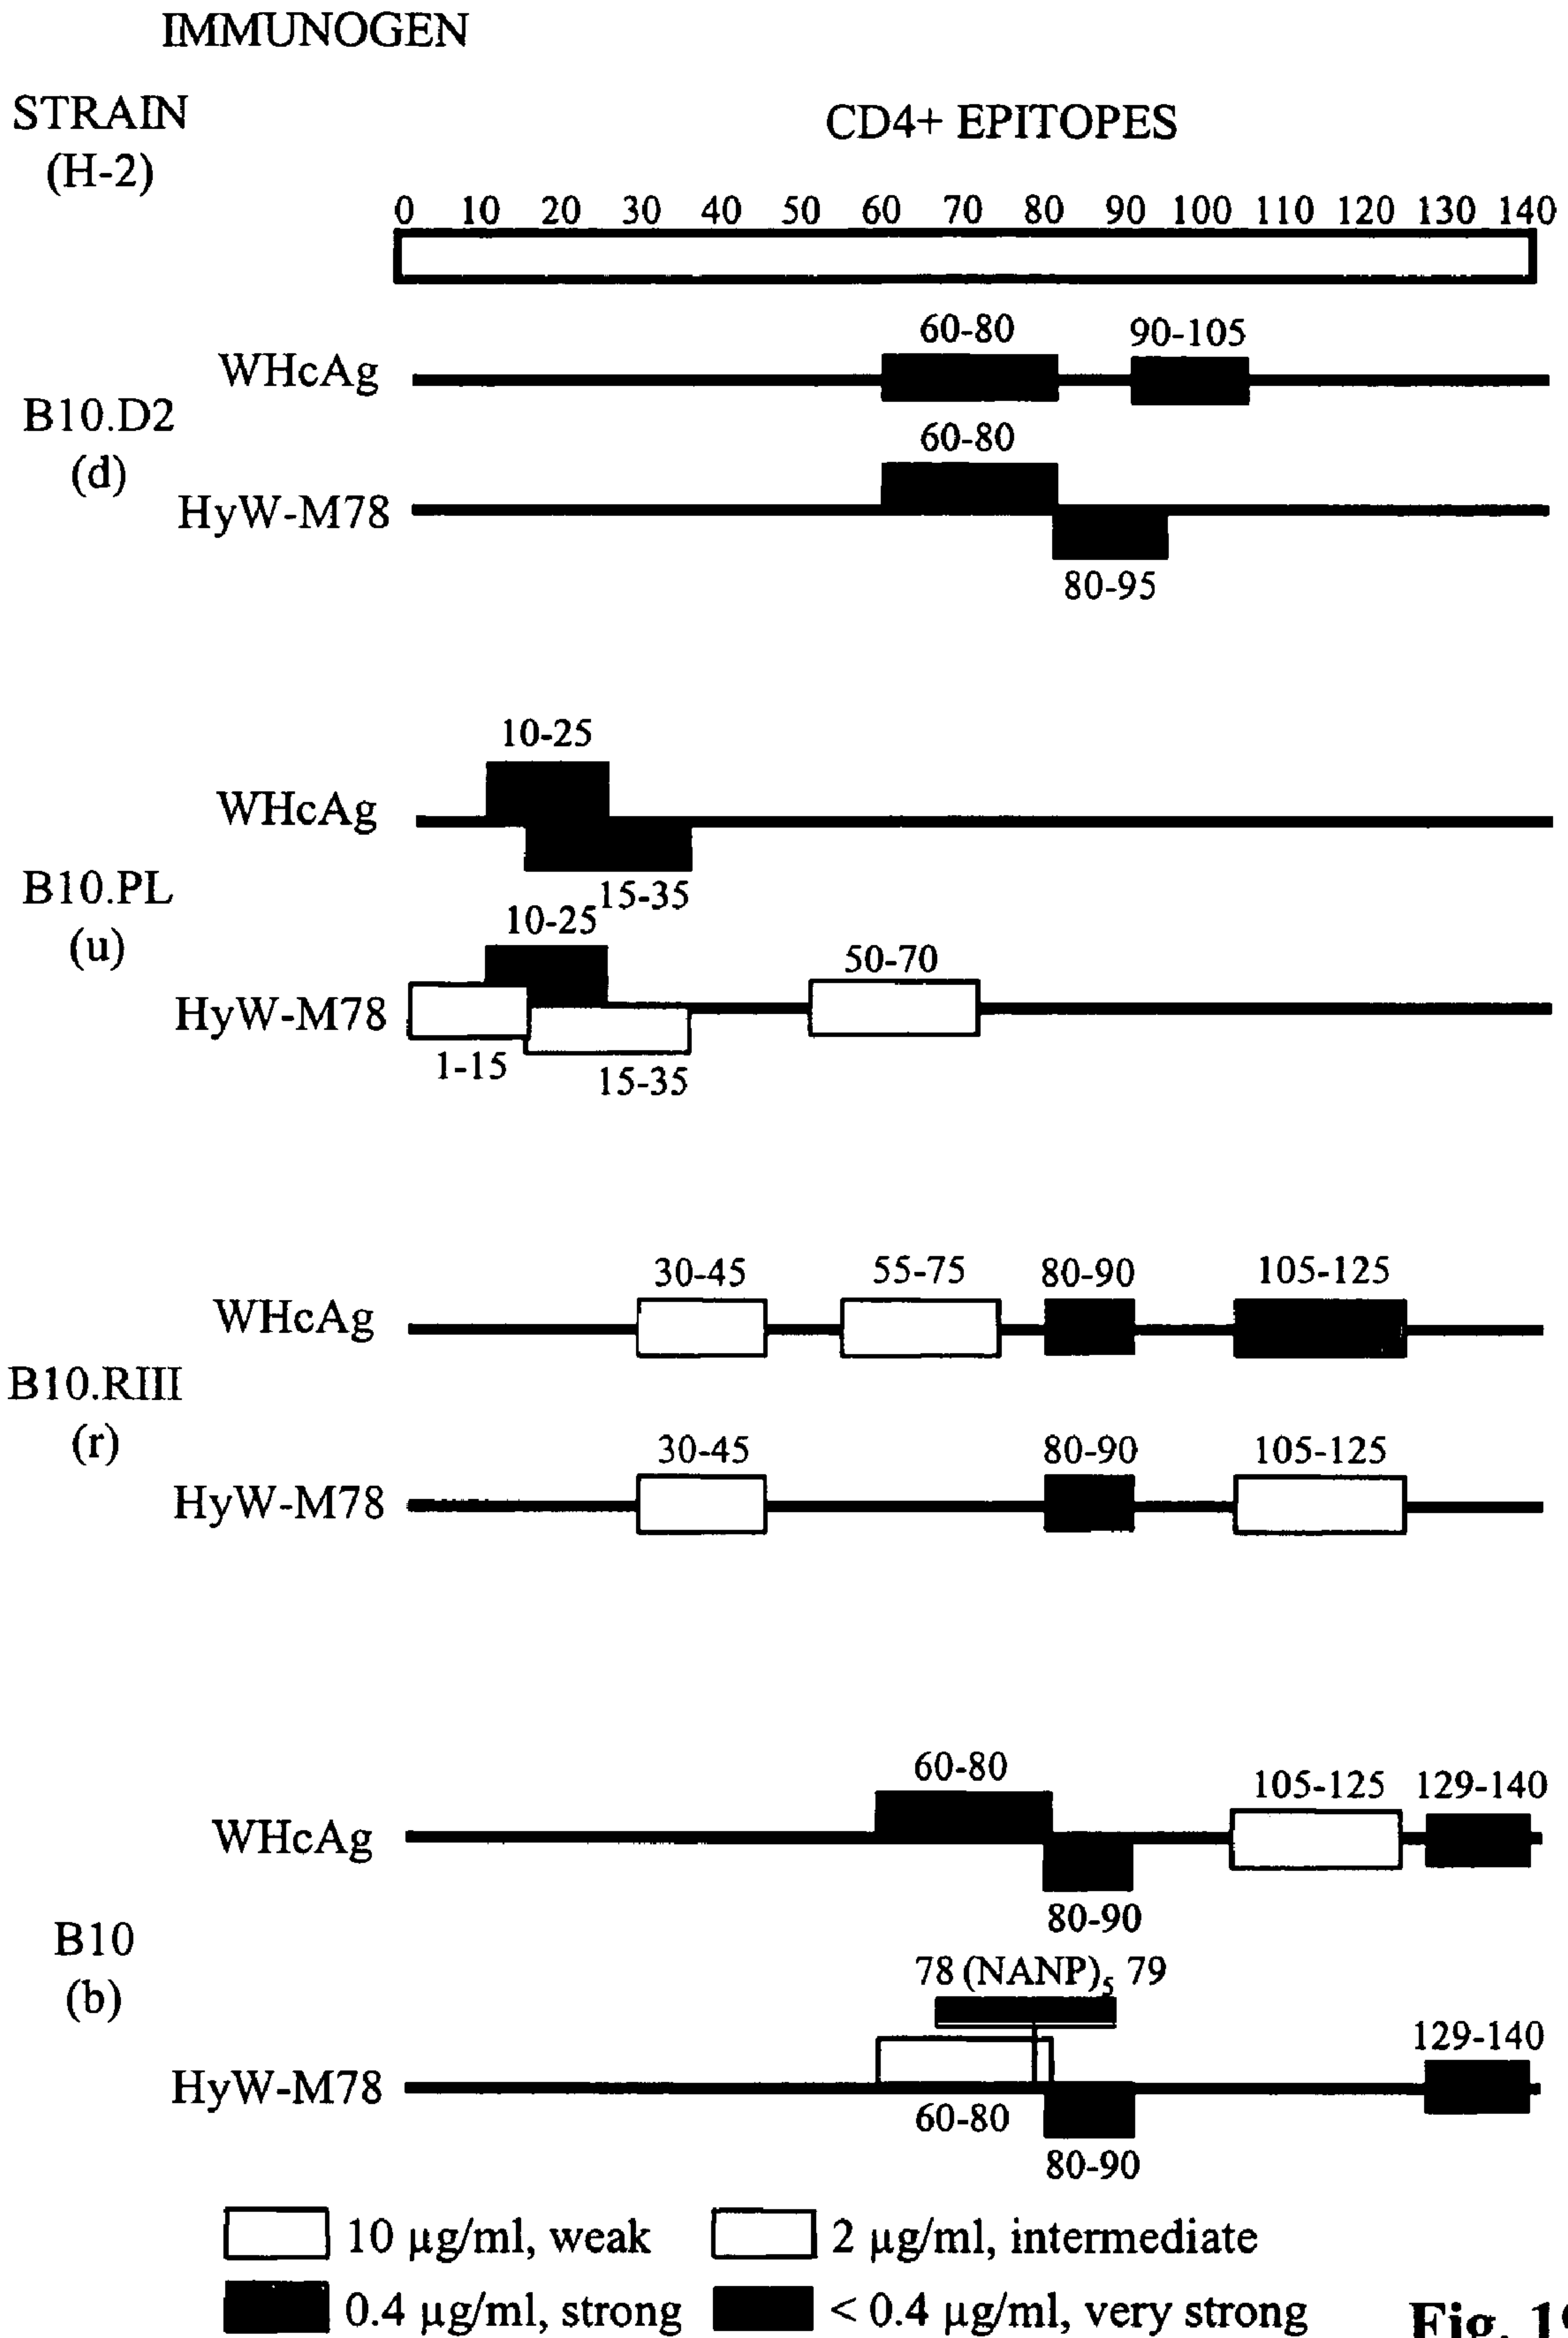 IMMUNOGEN
STRAIN
(H-2)
CD4+ EPITOPES
0 10 20 30 40 50 60 70 80 90 100 110 120 130 140
60-80 90-105
WHcAg
B10.D2
(d)
60-80
HyW-M78
80-95
10-25
WHcAg
15-35
B10.PL
(u)
10-25
50-70
HyW-M78
1-15
15-35
30-45 55-75 80-90 105-125
WHcAg
B10.RIII
(r)
30-45 80-90 105-125
HyW-M78
60-80
105-125 129-140
WHcAg
80-90
B10
(b)
78 (NANP)5 79
129-140
HyW-M78
60-80
80-90
10 µg/ml, weak
2 µg/ml, intermediate
0.4 µg/ml, strong
< 0.4 µg/ml, very strong
Fig.